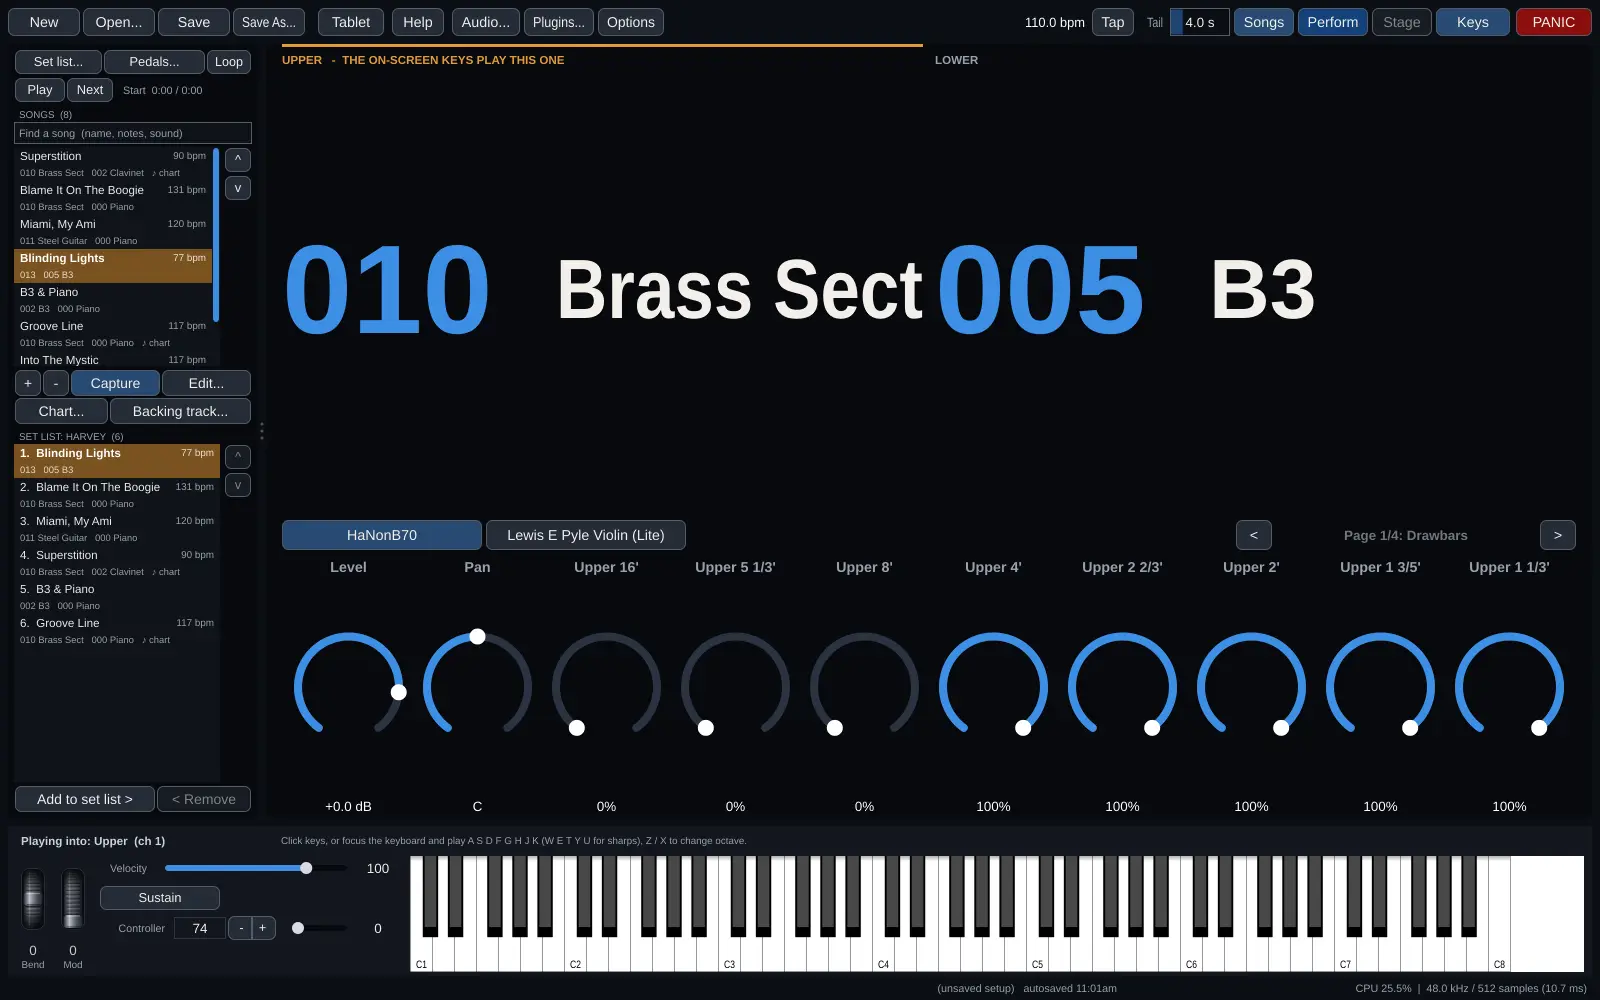 New Open... Save Save As... Tablet Help Audio... Plugins... Options 110.0 bpm Tap Tail 4.0 s Songs Perform Stage Keys PANIC
Set list... Pedals... Loop
Play Next Start 0:00 / 0:00
SONGS (8)
Find a song (name, notes, sound)
Superstition 90 bpm
010 Brass Sect 002 Clavinet ♪ chart
^
Blame It On The Boogie 131 bpm
010 Brass Sect 000 Piano
v
Miami, My Ami 120 bpm
011 Steel Guitar 000 Piano
Blinding Lights 77 bpm
013 005 B3
B3 & Piano
002 B3 000 Piano
Groove Line 117 bpm
010 Brass Sect 000 Piano ♪ chart
Into The Mystic 117 bpm
+ - Capture Edit...
Chart... Backing track...
SET LIST: HARVEY (6)
1. Blinding Lights 77 bpm
013 005 B3
^
2. Blame It On The Boogie 131 bpm
010 Brass Sect 000 Piano
v
3. Miami, My Ami 120 bpm
011 Steel Guitar 000 Piano
4. Superstition 90 bpm
010 Brass Sect 002 Clavinet ♪ chart
5. B3 & Piano
002 B3 000 Piano
6. Groove Line 117 bpm
010 Brass Sect 000 Piano ♪ chart
Add to set list > < Remove
UPPER - THE ON-SCREEN KEYS PLAY THIS ONE LOWER
010 Brass Sect 005 B3
HaNonB70 Lewis E Pyle Violin (Lite) < Page 1/4: Drawbars >
Level Pan Upper 16' Upper 5 1/3' Upper 8' Upper 4' Upper 2 2/3' Upper 2' Upper 1 3/5' Upper 1 1/3'
+0.0 dB C 0% 0% 0% 100% 100% 100% 100% 100%
Playing into: Upper (ch 1) Click keys, or focus the keyboard and play A S D F G H J K (W E T Y U for sharps), Z / X to change octave.
Velocity 100
Sustain
Controller 74 - + 0
0 0
Bend Mod
C1 C2 C3 C4 C5 C6 C7 C8
(unsaved setup) autosaved 11:01am CPU 25.5% | 48.0 kHz / 512 samples (10.7 ms)